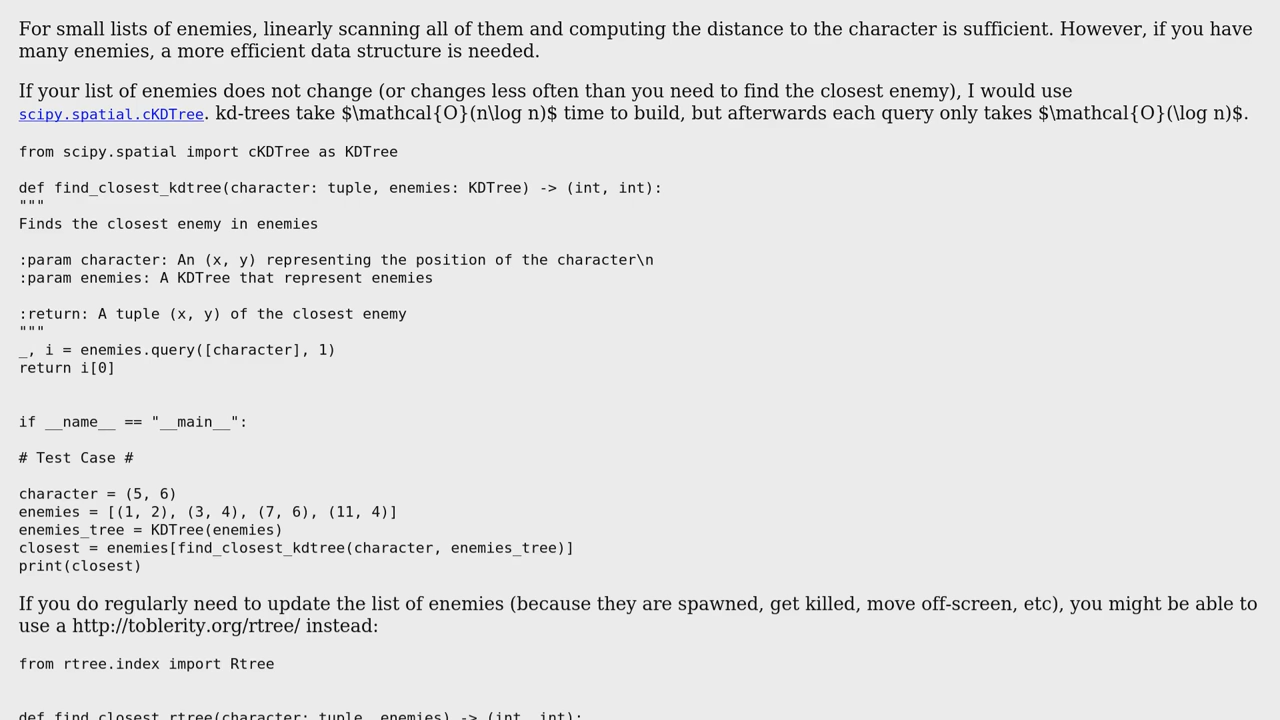 For small lists of enemies, linearly scanning all of them and computing the distance to the character is sufficient. However, if you have
many enemies, a more efficient data structure is needed.
If your list of enemies does not change (or changes less often than you need to find the closest enemy), I would use
scipy.spatial.cKDTree. kd-trees take $\mathcal{O}(n\log n)$ time to build, but afterwards each query only takes $\mathcal{O}(\log n)$.
from scipy.spatial import cKDTree as KDTree
def find_closest_kdtree(character: tuple, enemies: KDTree) -> (int, int):
"""
Finds the closest enemy in enemies
:param character: An (x, y) representing the position of the character\n
:param enemies: A KDTree that represent enemies
:return: A tuple (x, y) of the closest enemy
"""
_, i = enemies.query([character], 1)
return i[0]
if __name__ == "__main__":
# Test Case #
character = (5, 6)
enemies = [(1, 2), (3, 4), (7, 6), (11, 4)]
enemies_tree = KDTree(enemies)
closest = enemies[find_closest_kdtree(character, enemies_tree)]
print(closest)
If you do regularly need to update the list of enemies (because they are spawned, get killed, move off-screen, etc), you might be able to
use a http://toblerity.org/rtree/ instead:
from rtree.index import Rtree
def find_closest_rtree(character: tuple, enemies) -> (int, int):